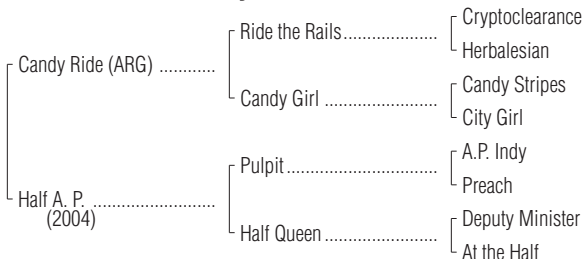 Cryptoclearance
Ride the Rails.....................
Herbalesian
Candy Ride (ARG) ............
Candy Stripes
Candy Girl .........................
City Girl
A.P. Indy
Pulpit.................................
Preach
Half A. P. ..........................
(2004)
Deputy Minister
Half Queen ........................
At the Half